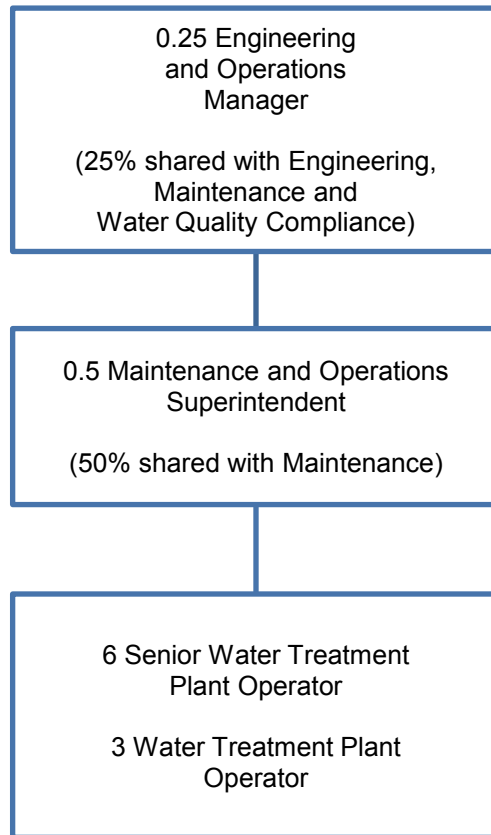 0.25 Engineering
and Operations
Manager
(25% shared with Engineering,
Maintenance and
Water Quality Compliance)
0.5 Maintenance and Operations
Superintendent
(50% shared with Maintenance)
6 Senior Water Treatment
Plant Operator
3 Water Treatment Plant
Operator